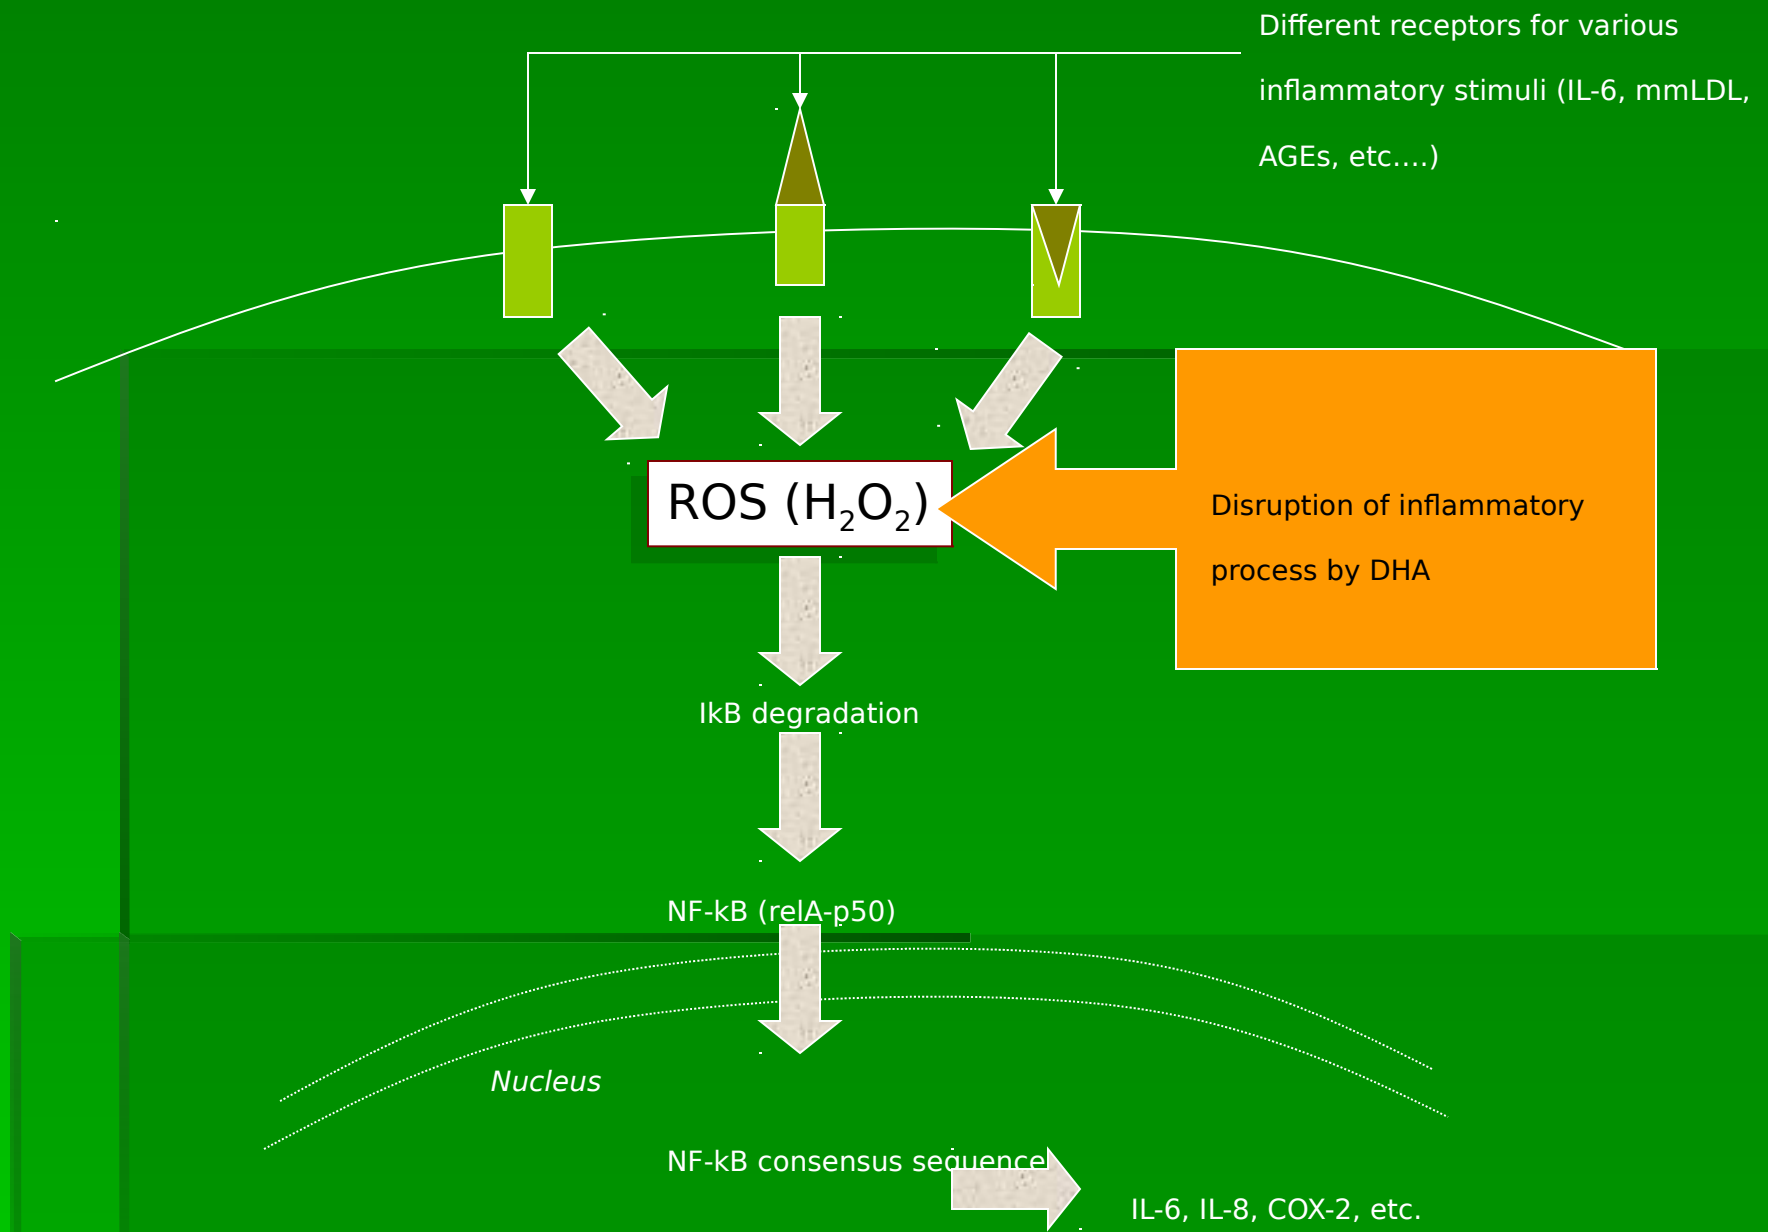 Different receptors for various
inflammatory stimuli (IL-6, mmLDL,
AGEs, etc.…)
ROS (H₂O₂)
Disruption of inflammatory
process by DHA
IkB degradation
NF-kB (relA-p50)
Nucleus
NF-kB consensus sequence
IL-6, IL-8, COX-2, etc.